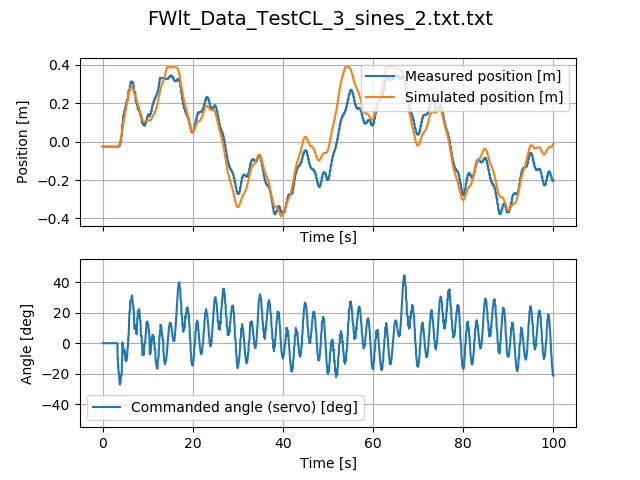 FWlt_Data_TestCL_3_sines_2.txt.txt
Measured position [m]
Simulated position [m]
Position [m]
0.4
0.2
0.0
−0.2
−0.4
Time [s]
Angle [deg]
40
20
0
−20
−40
Commanded angle (servo) [deg]
0
20
40
60
80
100
Time [s]